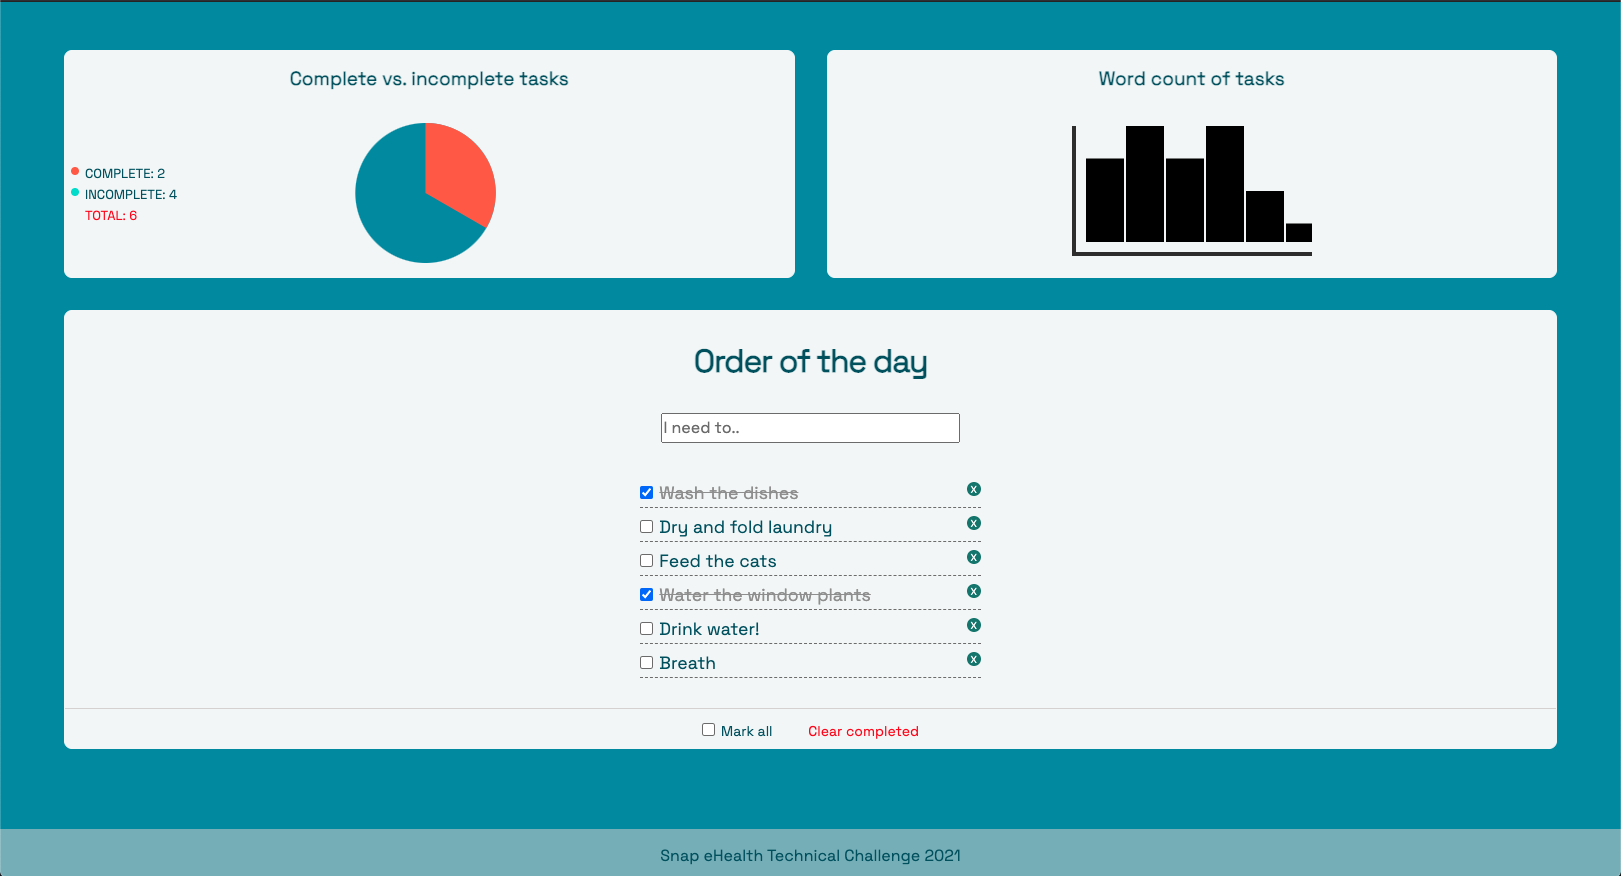 Complete vs. incomplete tasks
COMPLETE: 2
INCOMPLETE: 4
TOTAL: 6
Word count of tasks
Order of the day
I need to..
Wash the dishes X
Dry and fold laundry X
Feed the cats X
Water the window plants X
Drink water! X
Breath X
Mark all Clear completed
Snap eHealth Technical Challenge 2021